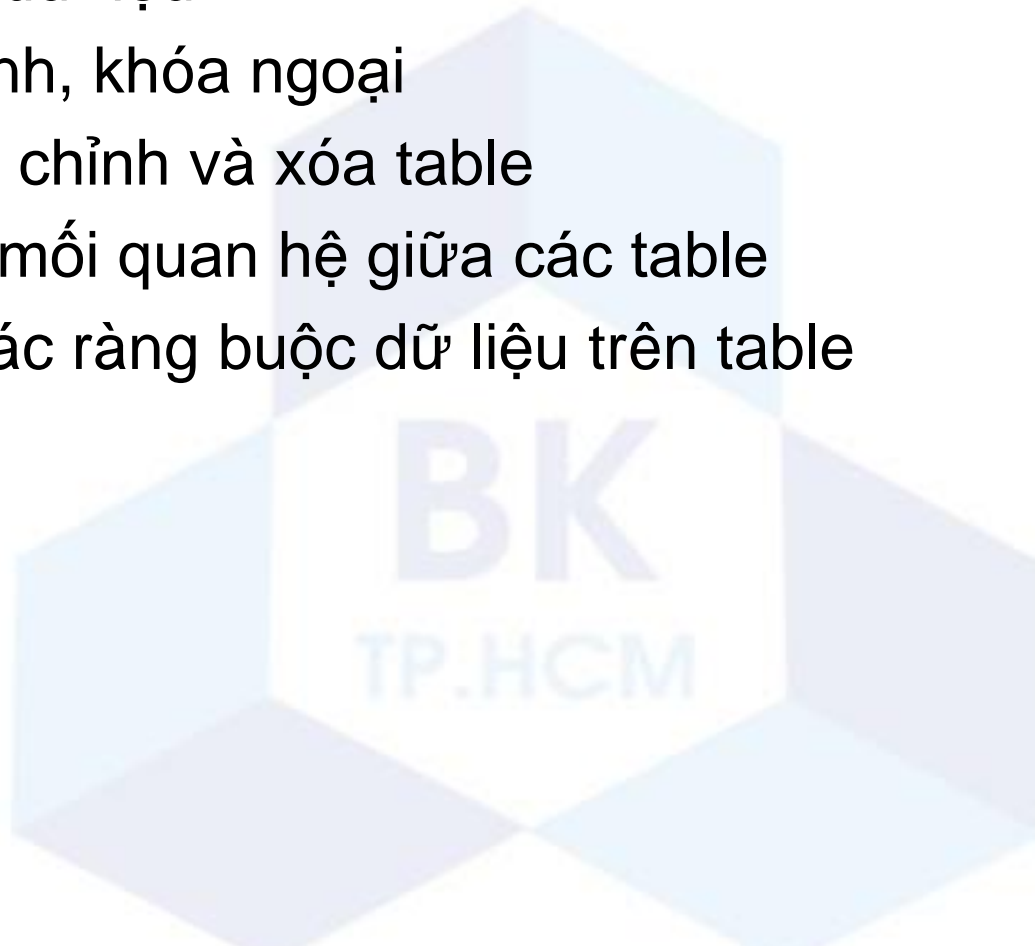 nh, khóa ngoại
chỉnh và xóa table
mối quan hệ giữa các table
ác ràng buộc dữ liệu trên table
BK
TP.HCM